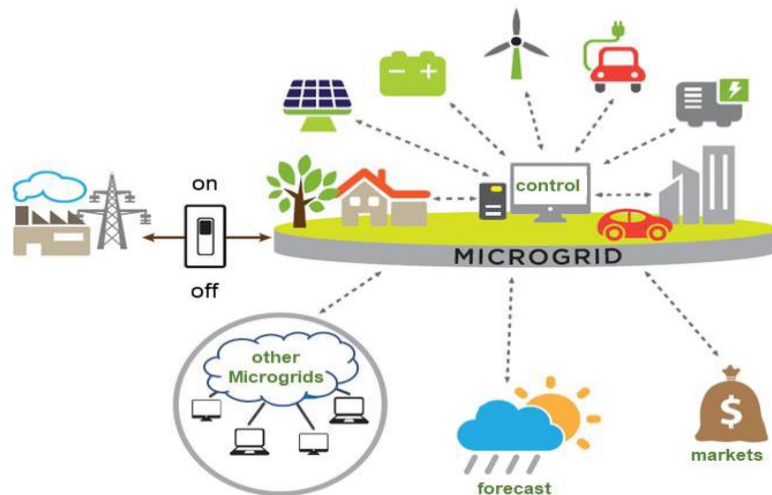 control
on
off
MICROGRID
other
Microgrids
$
markets
forecast